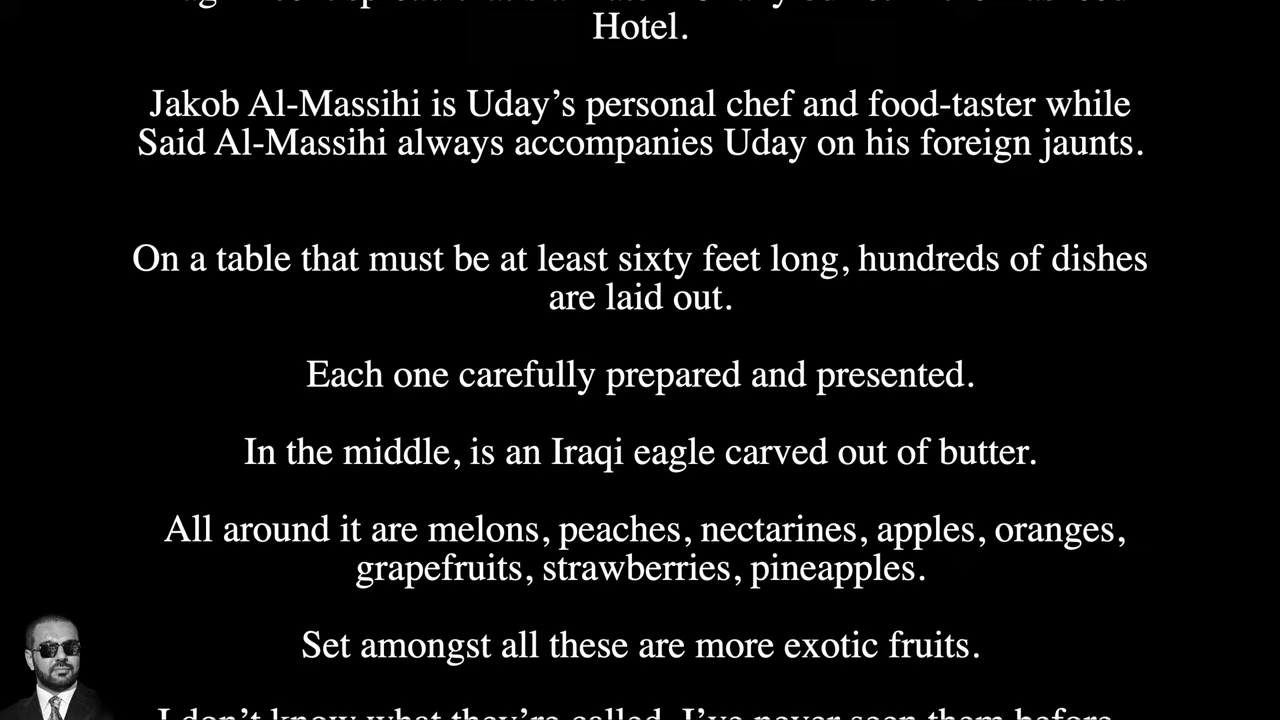 Hotel.
Jakob Al-Massihi is Uday’s personal chef and food-taster while
Said Al-Massihi always accompanies Uday on his foreign jaunts.
On a table that must be at least sixty feet long, hundreds of dishes
are laid out.
Each one carefully prepared and presented.
In the middle, is an Iraqi eagle carved out of butter.
All around it are melons, peaches, nectarines, apples, oranges,
grapefruits, strawberries, pineapples.
Set amongst all these are more exotic fruits.
I don’t know what they’re called. I’ve never seen them before